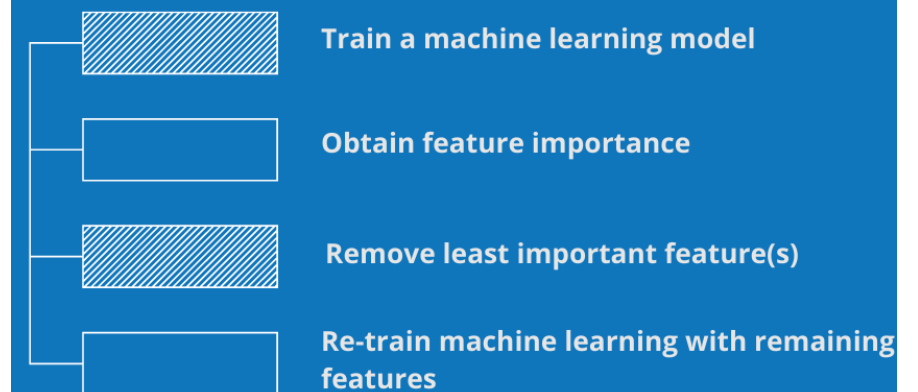 Train a machine learning model
Obtain feature importance
Remove least important feature(s)
Re-train machine learning with remaining
features